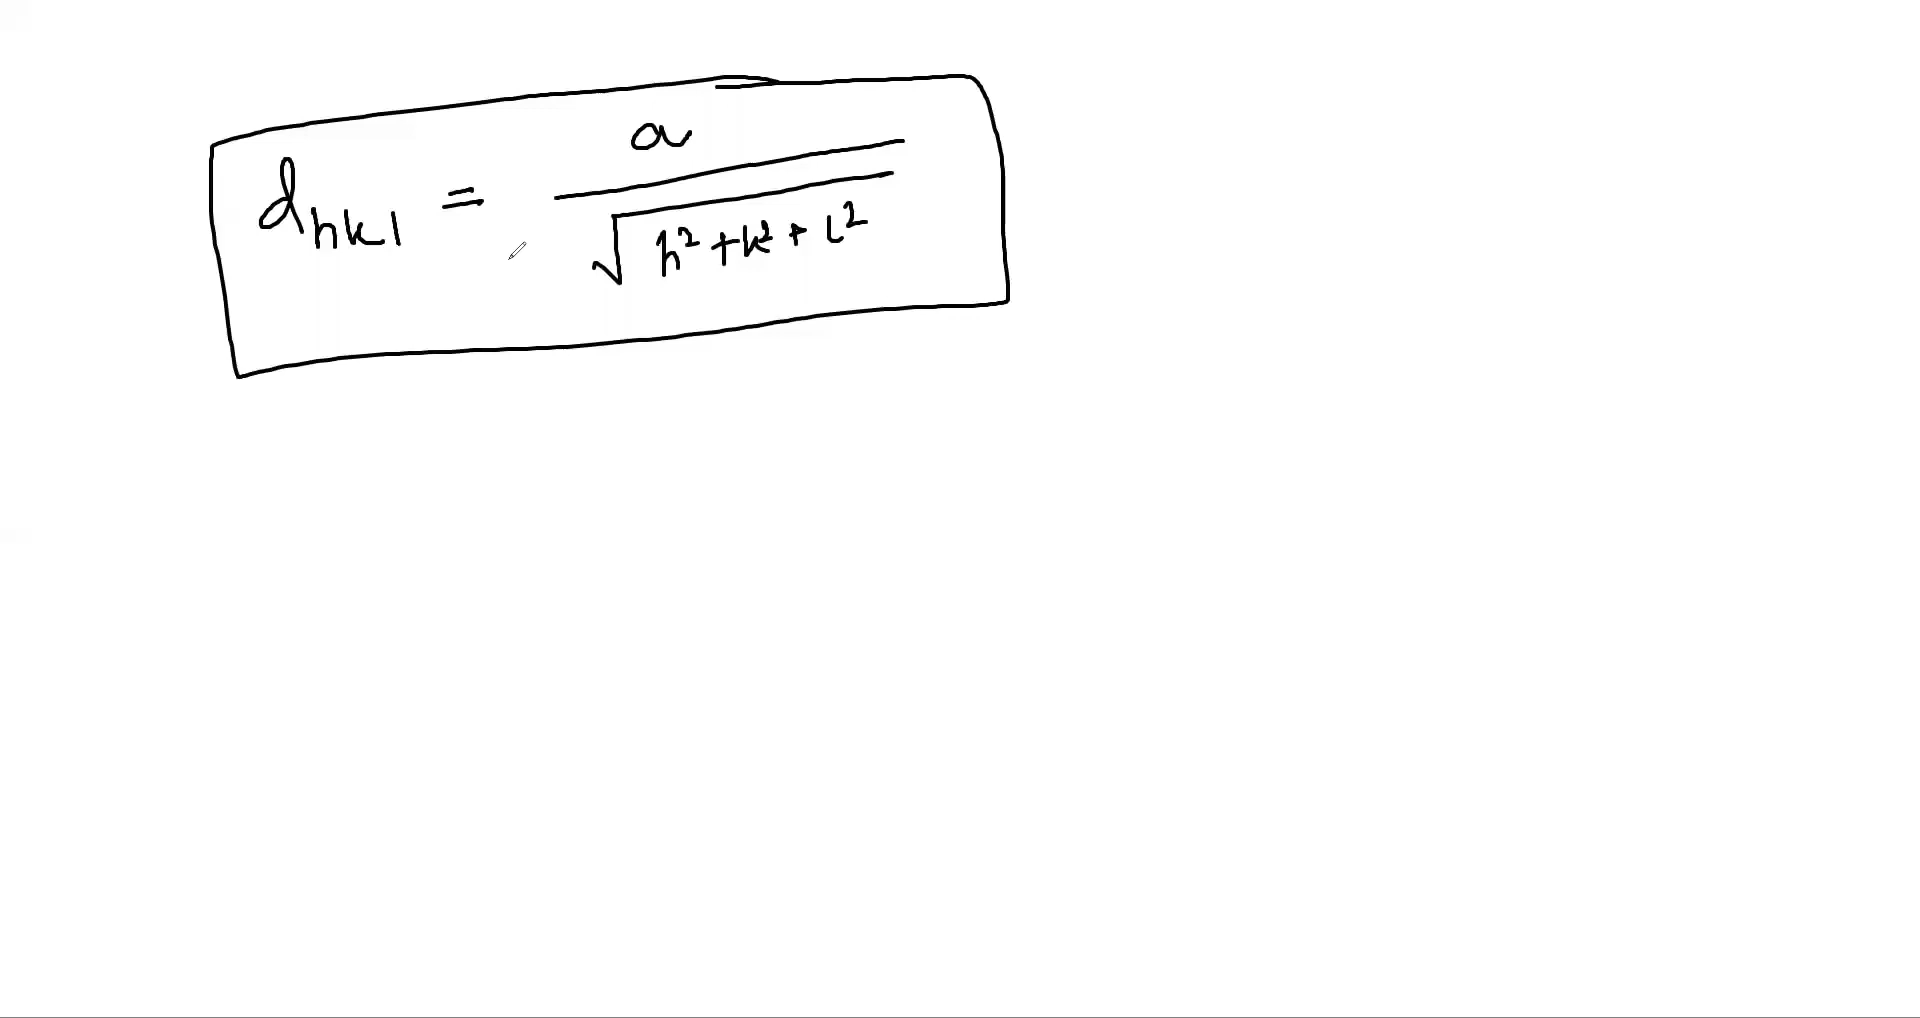 d_hkl = a / √(h² + k² + l²)